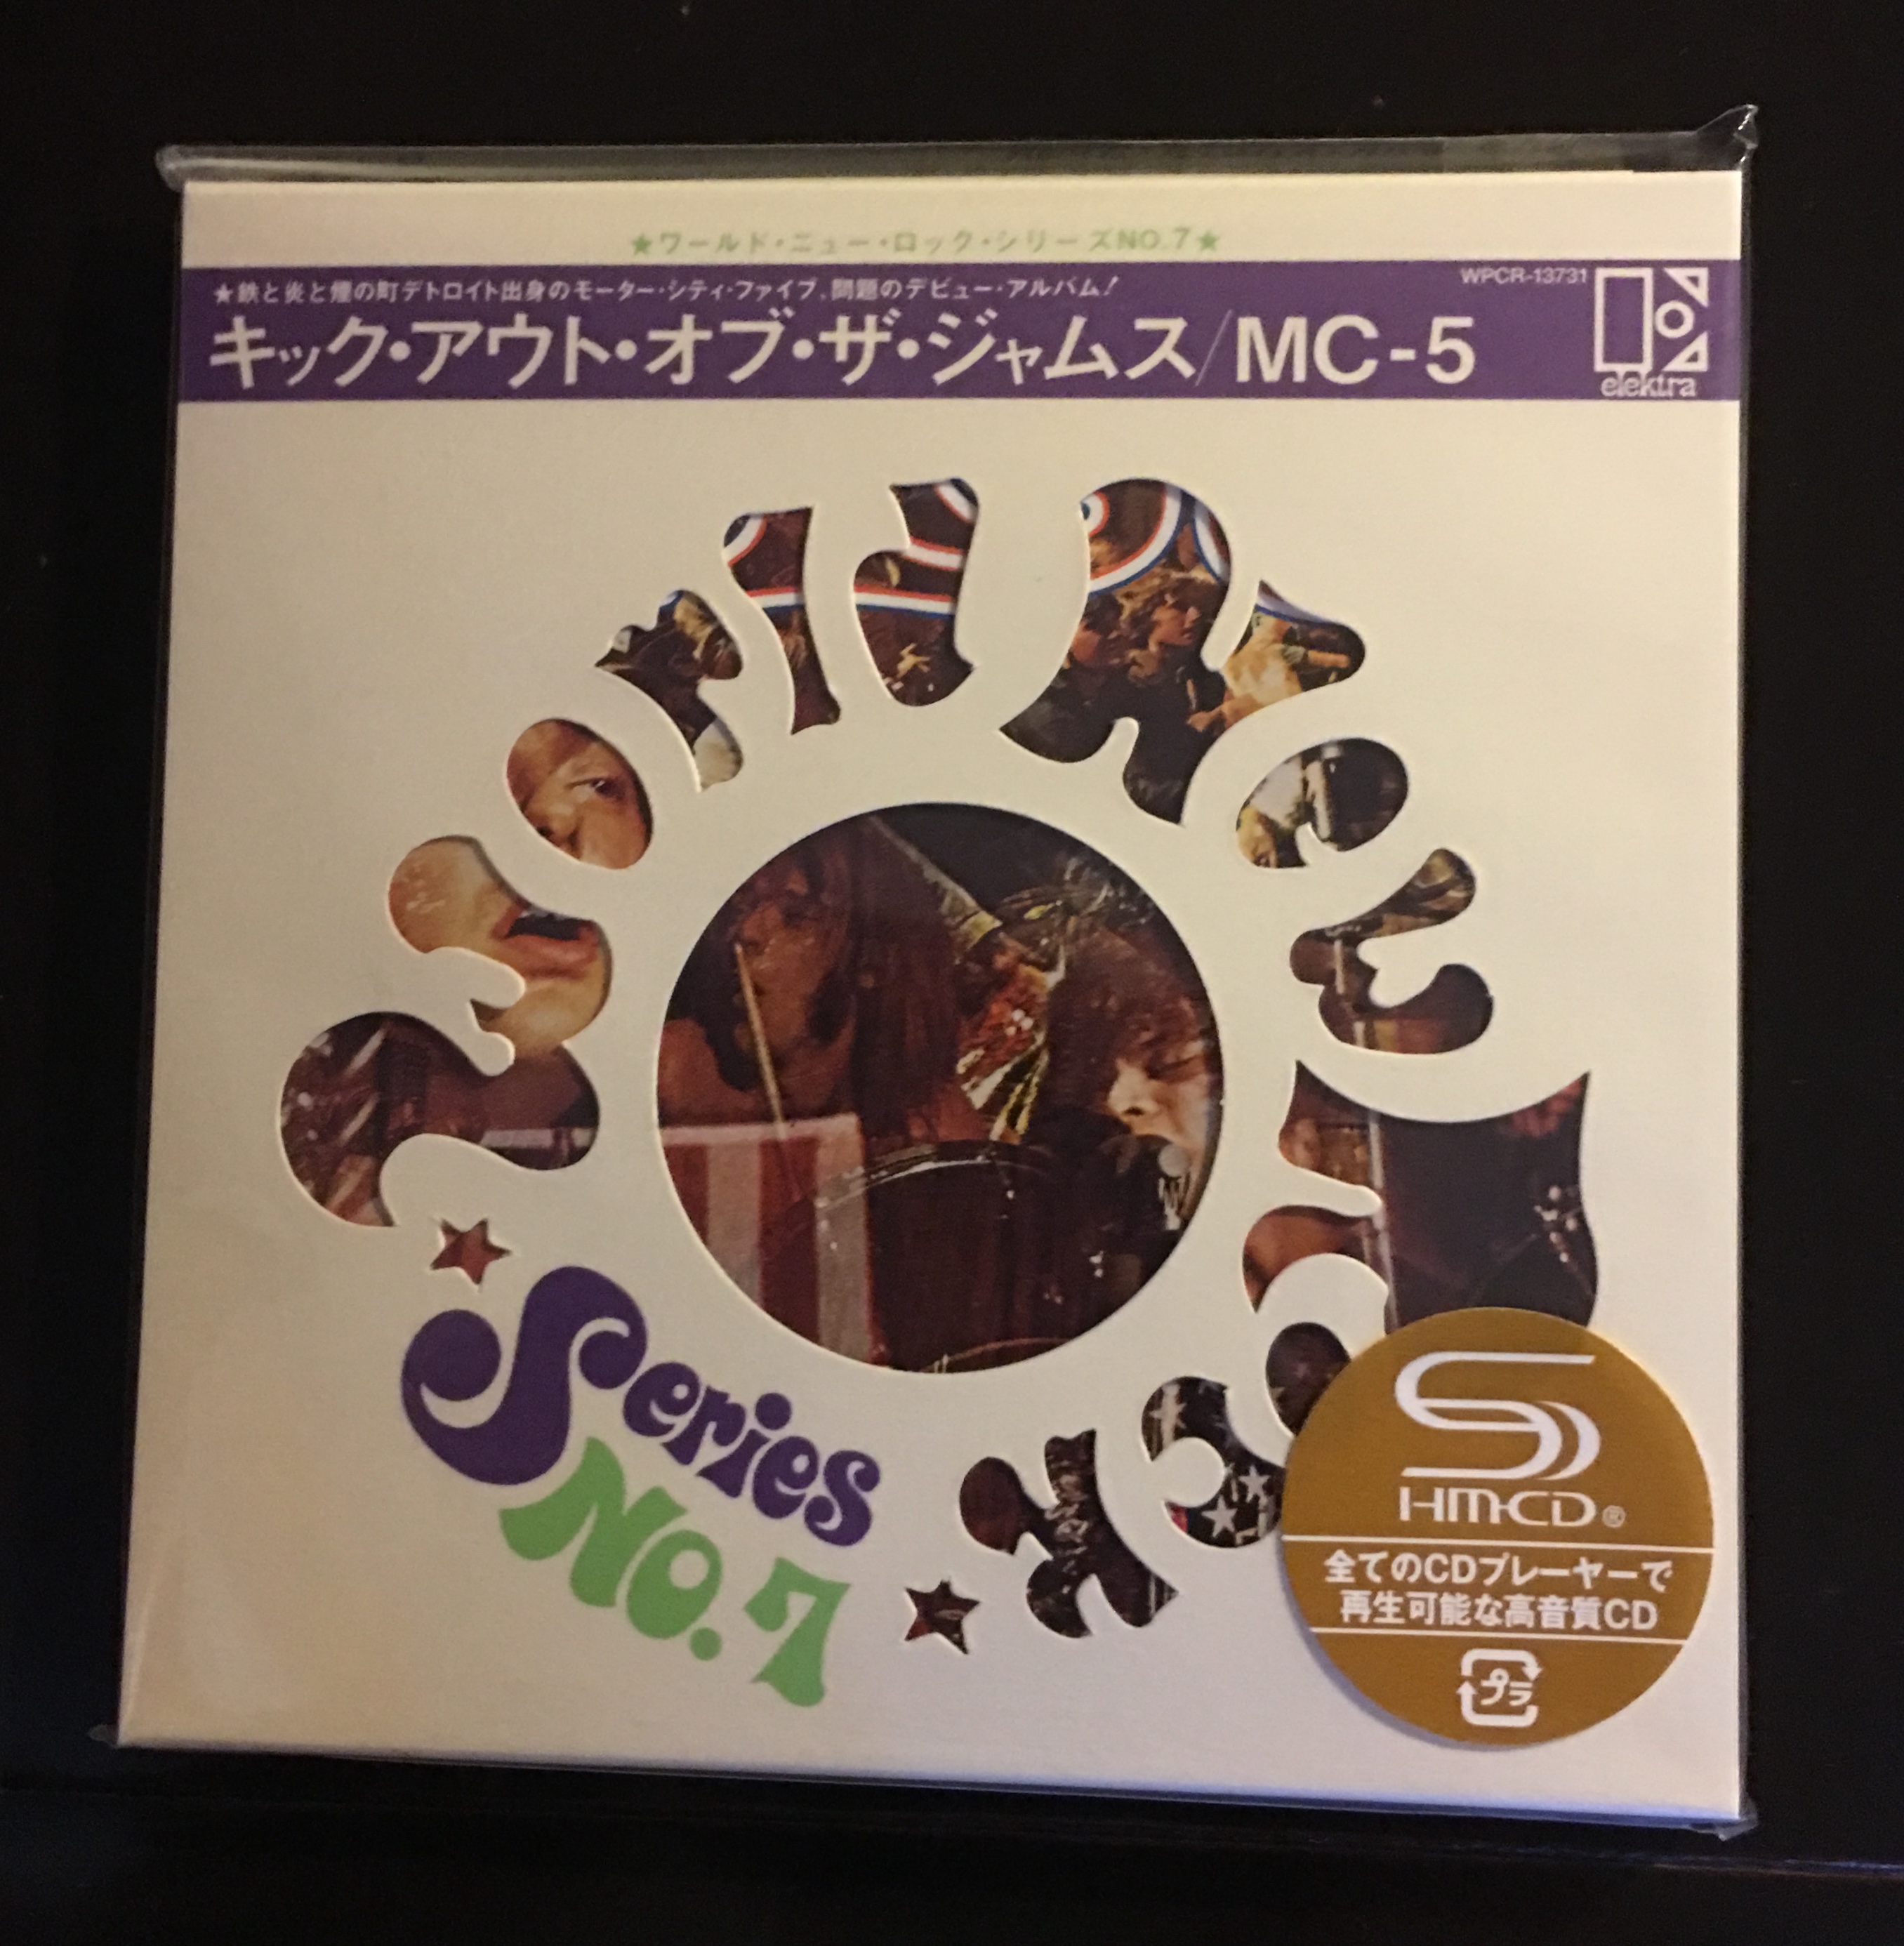 ★ワールド・ニュー・ロック・シリーズNO.7★
★鉄と炎と煙の町デトロイト出身のモーター・シティ・ファイブ、問題のデビュー・アルバム！
WPCR-13731
キック・アウト・オブ・ザ・ジャムス/MC-5
elektra
World New Rock
Series
NO.7
SHM-CD®
全てのCDプレーヤーで
再生可能な高音質CD
プラ